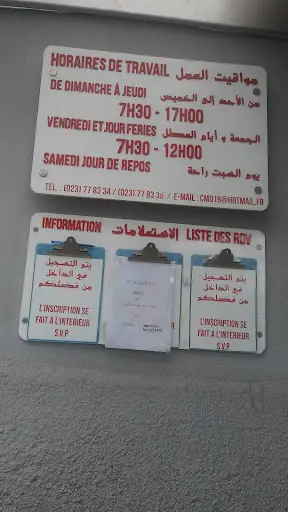 HORAIRES DE TRAVAIL مواقيت العمل
DE DIMANCHE À JEUDI من الأحد إلى الخميس
7H30 - 17H00
VENDREDI ET JOUR FERIES الجمعة و أيام العطل
7H30 - 12H00
SAMEDI JOUR DE REPOS يوم السبت راحة
TÉL. : (023) 77 83 34 / (023) 77 83 35 / E-MAIL : CMD16@HOTMAIL.FR
INFORMATION الإستعلامات LISTE DES RDV
يتم التسجيل
في الداخل
من فضلكم
L'INSCRIPTION SE
FAIT A L'INTERIEUR
S.V.P
يتم التسجيل
في الداخل
من فضلكم
L'INSCRIPTION SE
FAIT A L'INTERIEUR
S.V.P